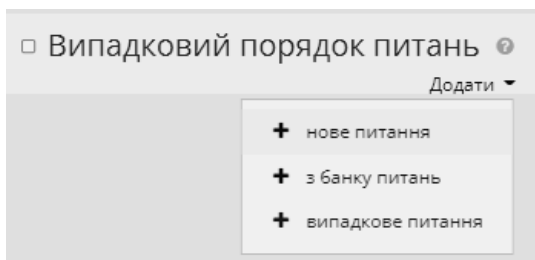 Випадковий порядок питань
Додати
нове питання
з банку питань
випадкове питання